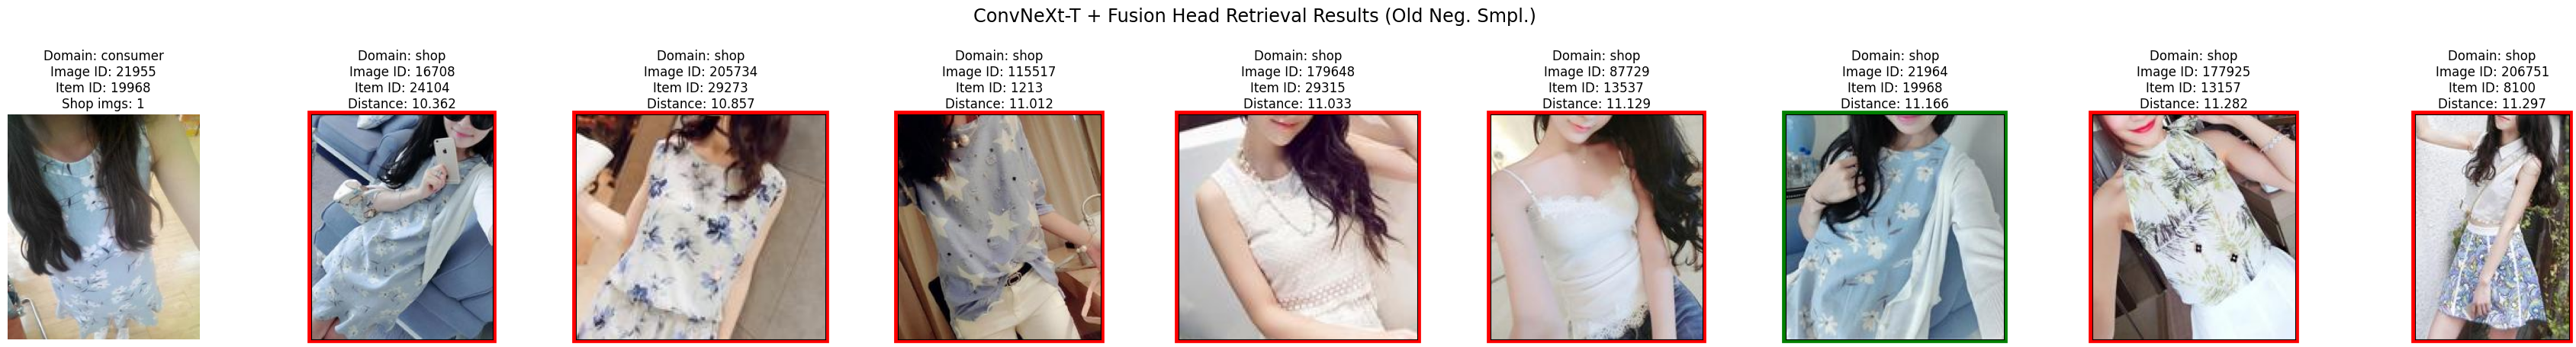 ConvNeXt-T + Fusion Head Retrieval Results (Old Neg. Smpl.)
Domain: consumer
Image ID: 21955
Item ID: 19968
Shop imgs: 1
Domain: shop
Image ID: 16708
Item ID: 24104
Distance: 10.362
Domain: shop
Image ID: 205734
Item ID: 29273
Distance: 10.857
Domain: shop
Image ID: 115517
Item ID: 1213
Distance: 11.012
Domain: shop
Image ID: 179648
Item ID: 29315
Distance: 11.033
Domain: shop
Image ID: 87729
Item ID: 13537
Distance: 11.129
Domain: shop
Image ID: 21964
Item ID: 19968
Distance: 11.166
Domain: shop
Image ID: 177925
Item ID: 13157
Distance: 11.282
Domain: shop
Image ID: 206751
Item ID: 8100
Distance: 11.297